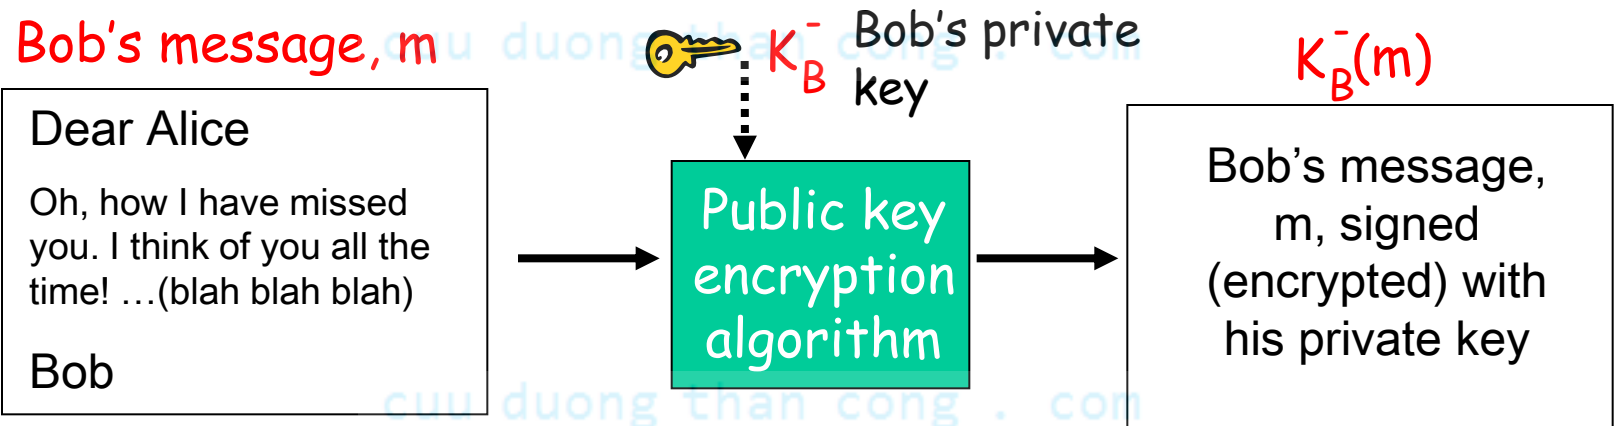 Bob's message, m
Dear Alice
Oh, how I have missed
you. I think of you all the
time! ...(blah blah blah)
Bob
K_B^- Bob's private
key
Public key
encryption
algorithm
K_B^-(m)
Bob's message,
m, signed
(encrypted) with
his private key
cuu duong than cong . com
cuu duong than cong . com